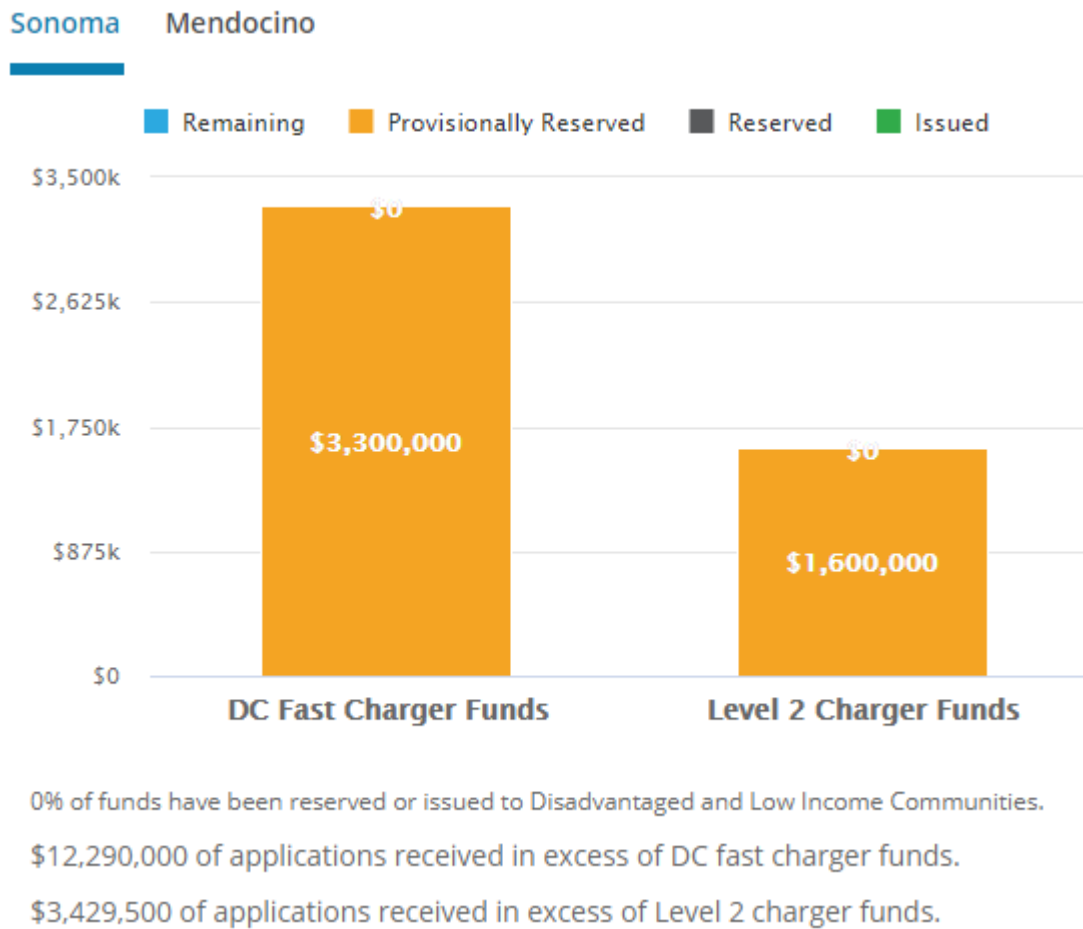 Sonoma Mendocino
Remaining Provisionally Reserved Reserved Issued
$3,500k
$2,625k
$1,750k
$875k
$0
$0
$3,300,000
$0
$1,600,000
DC Fast Charger Funds Level 2 Charger Funds
0% of funds have been reserved or issued to Disadvantaged and Low Income Communities.
$12,290,000 of applications received in excess of DC fast charger funds.
$3,429,500 of applications received in excess of Level 2 charger funds.